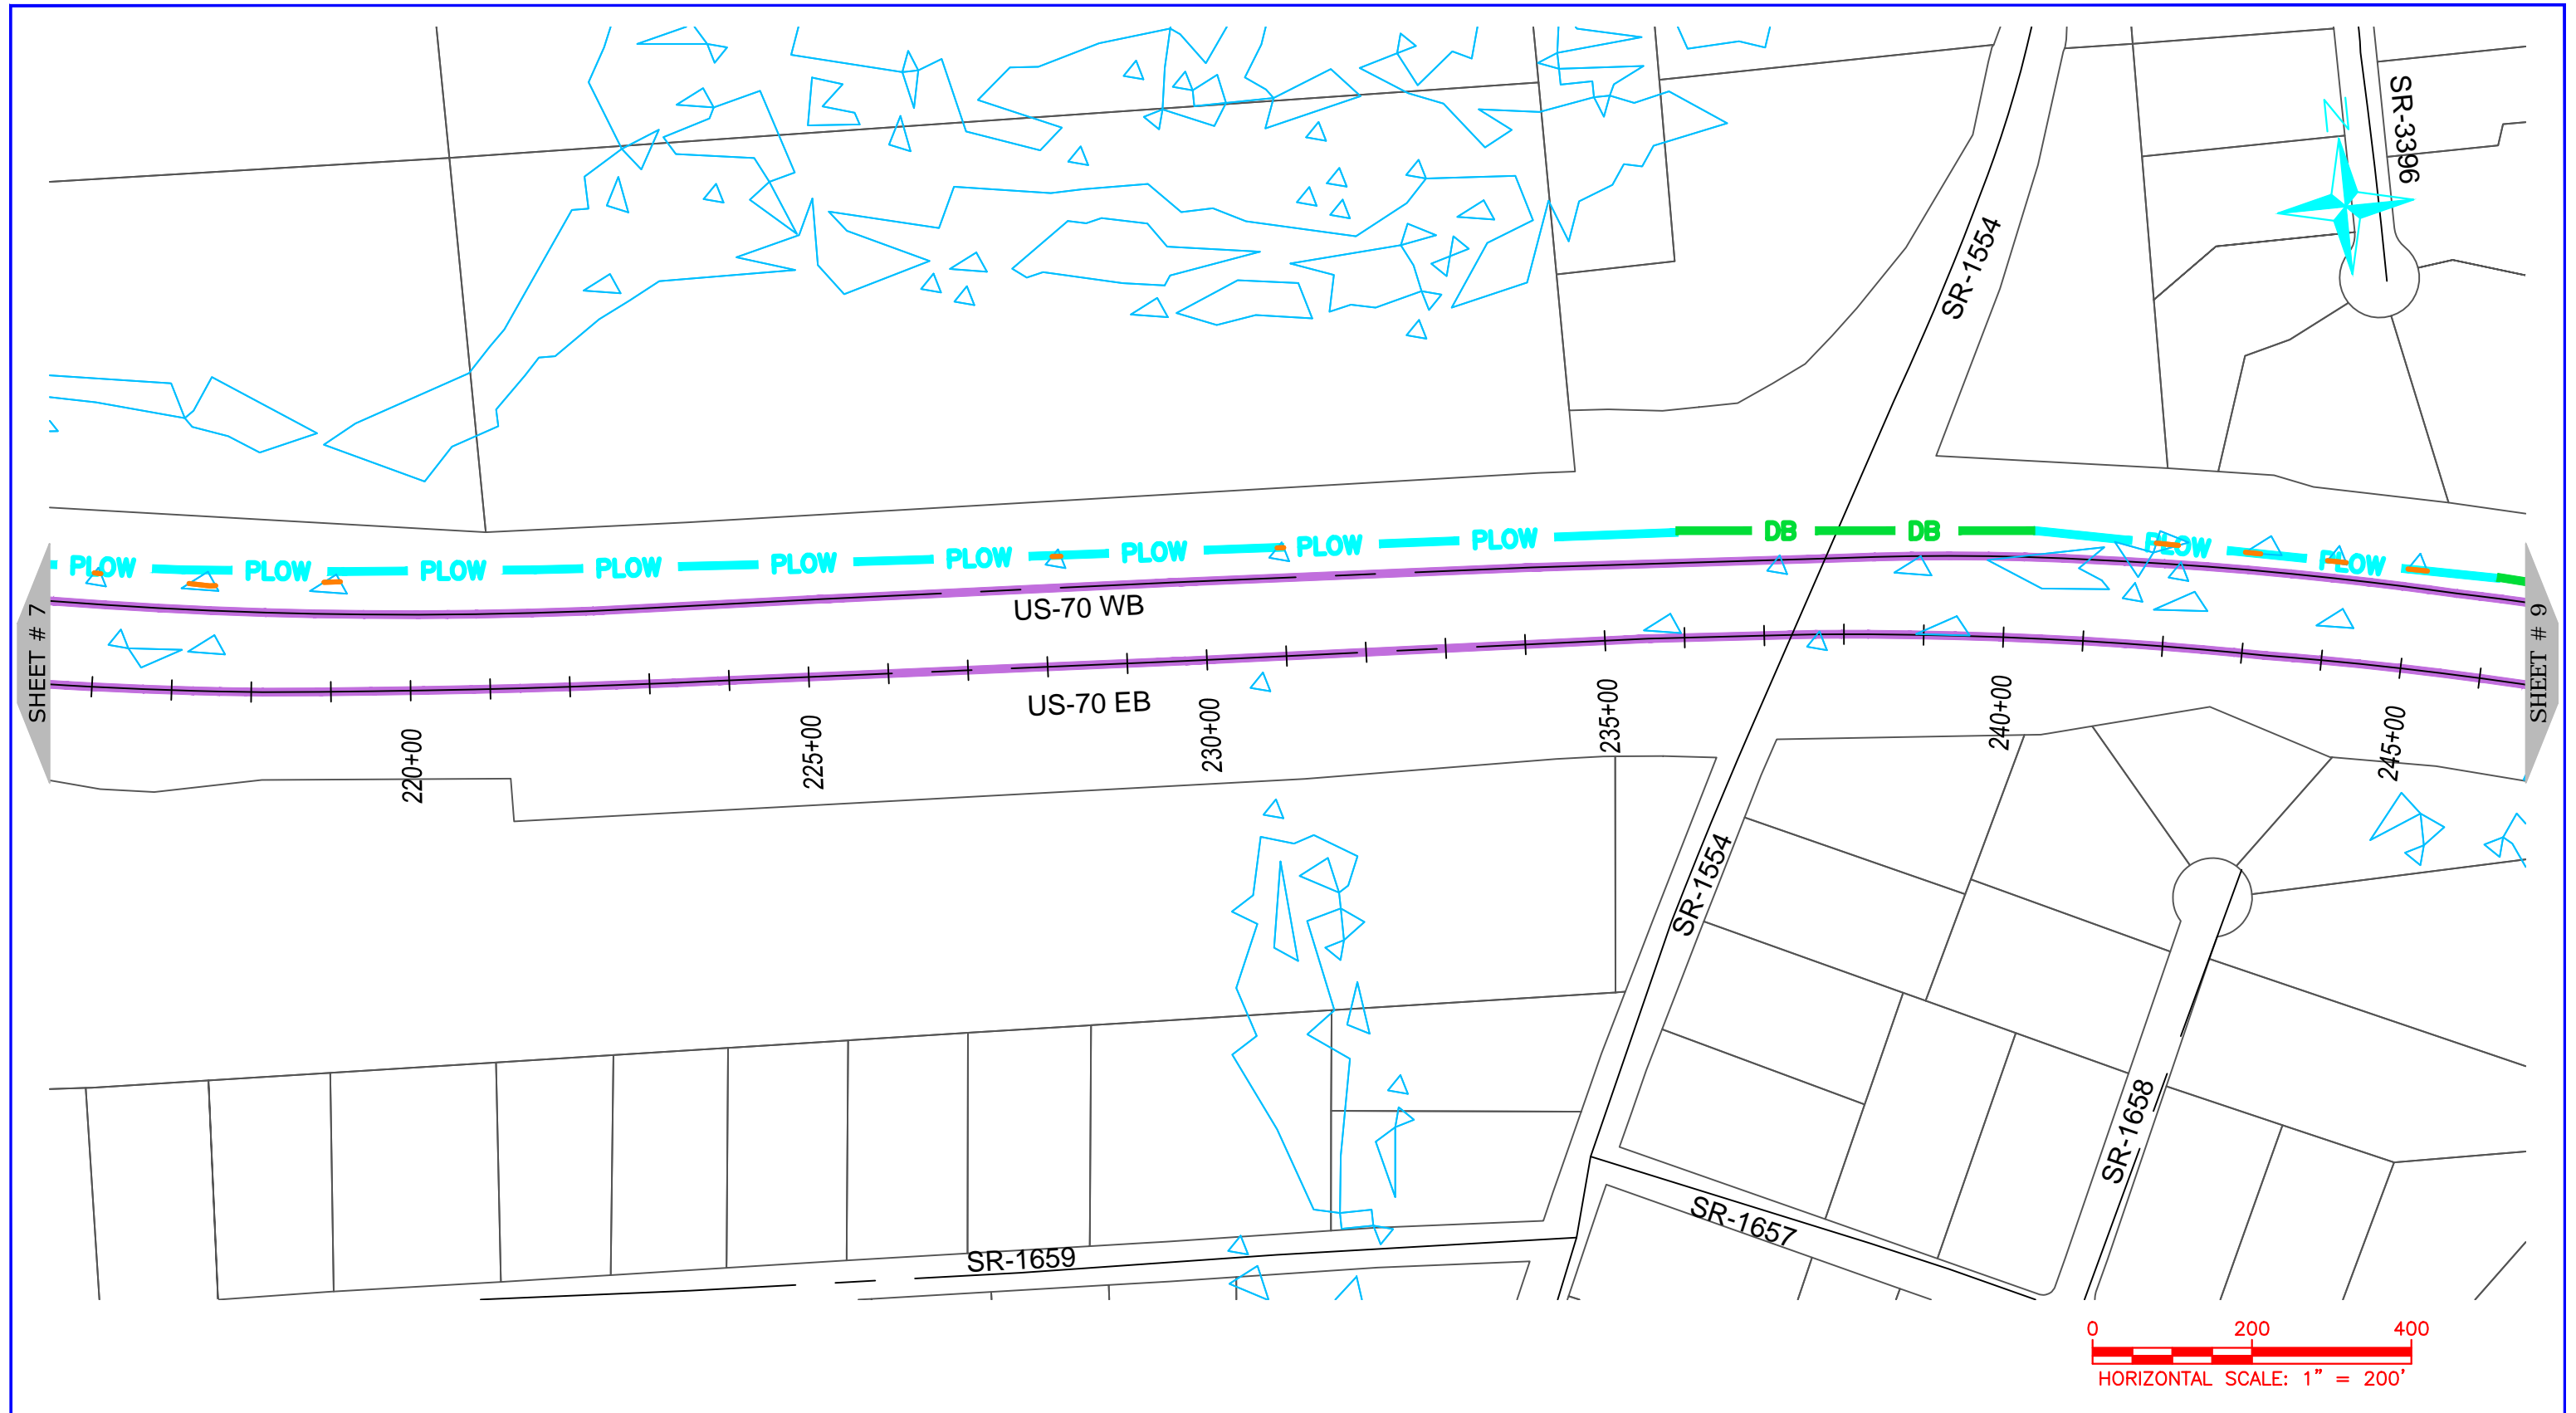 N
SR-3396
SR-1554
DB DB
PLOW PLOW PLOW PLOW PLOW PLOW PLOW PLOW PLOW PLOW PLOW
US-70 WB
SHEET # 7
SHEET # 9
US-70 EB
220+00 225+00 230+00 235+00 240+00 245+00
SR-1554
SR-1658
SR-1657
SR-1659
0 200 400
HORIZONTAL SCALE: 1" = 200'